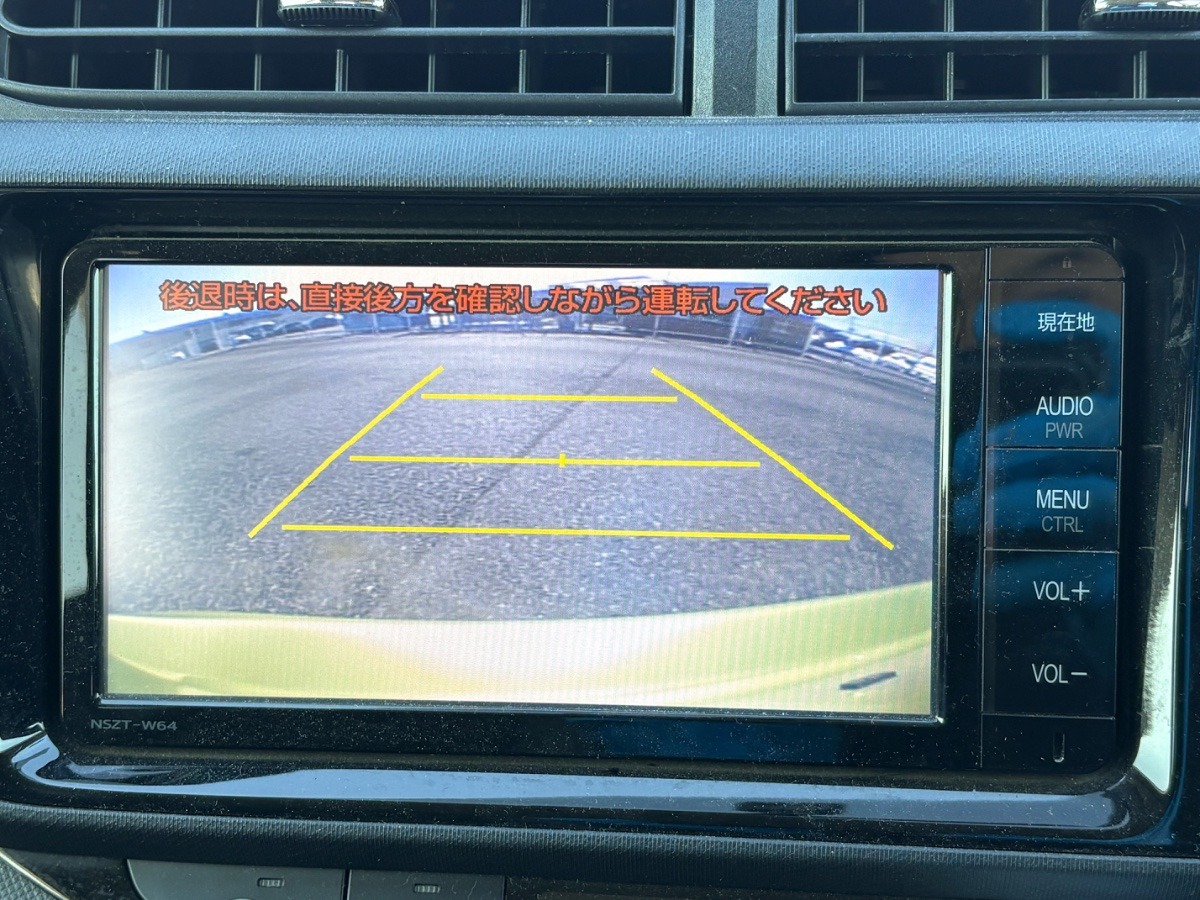 後退時は、直接後方を確認しながら運転してください
現在地
AUDIO
PWR
MENU
CTRL
VOL+
VOL-
NSZT-W64